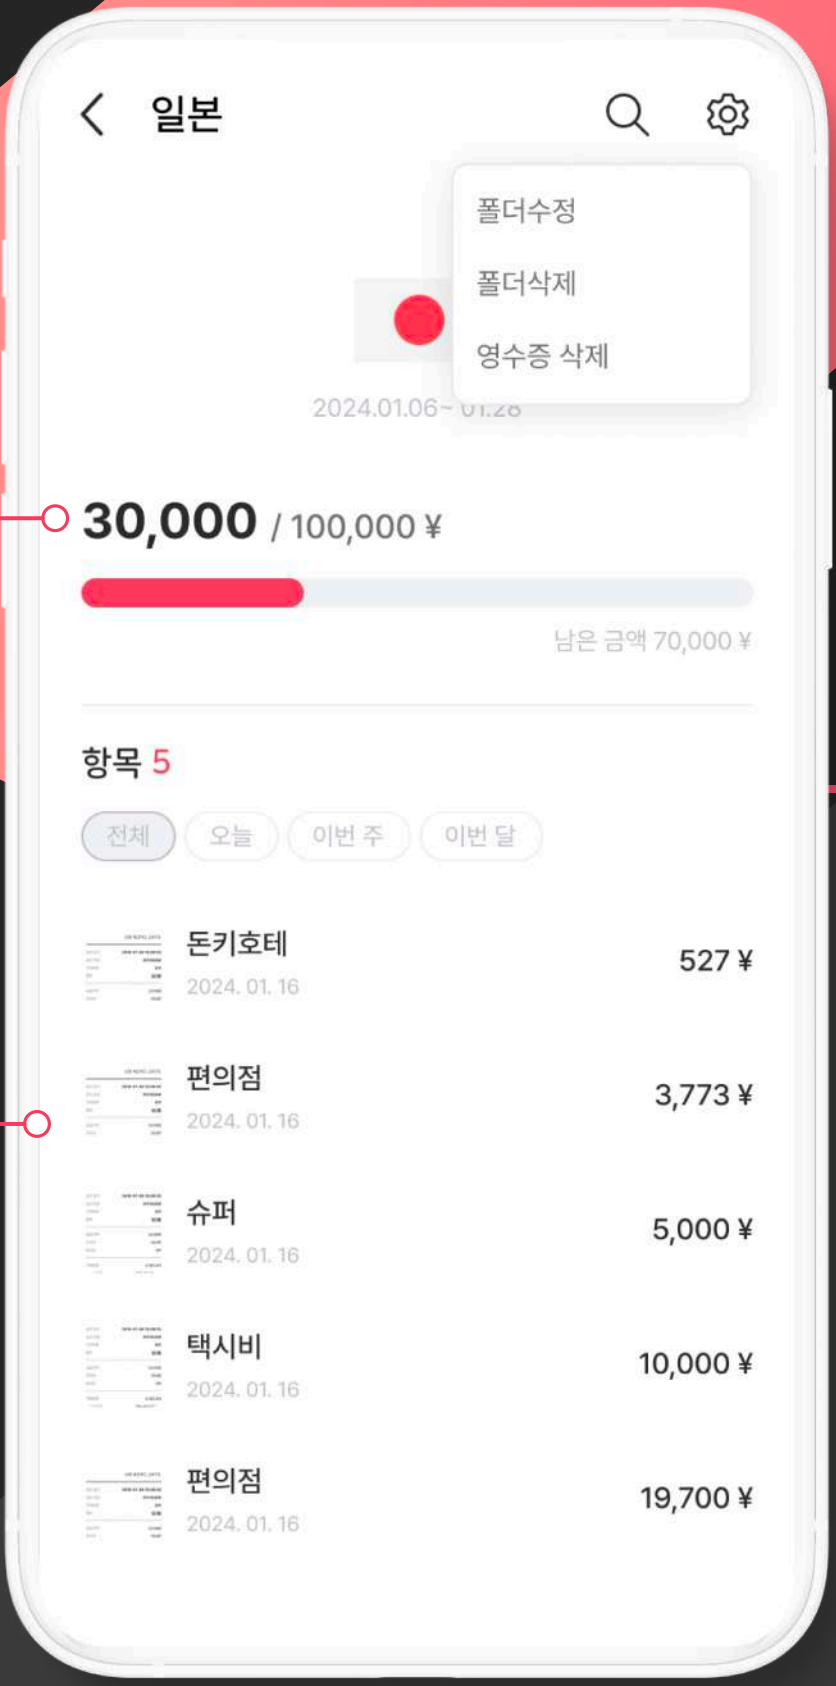 일본
폴더수정
폴더삭제
영수증 삭제
2024.01.06~ 01.28
30,000 / 100,000 ¥
남은 금액 70,000 ¥
항목 5
전체 오늘 이번 주 이번 달
돈키호테
527 ¥
2024. 01. 16
편의점
3,773 ¥
2024. 01. 16
슈퍼
5,000 ¥
2024. 01. 16
택시비
10,000 ¥
2024. 01. 16
편의점
19,700 ¥
2024. 01. 16